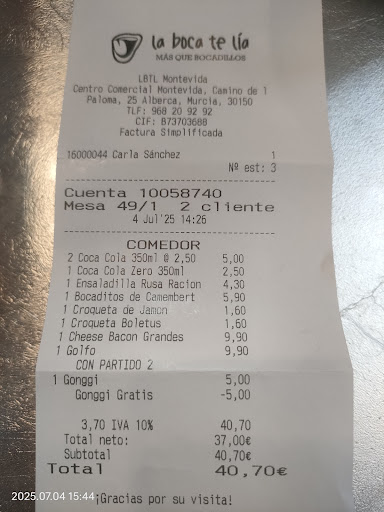 la boca te lía
MÁS QUE BOCADILLOS
LBTL Montevida
Centro Comercial Montevida, Camino de l
Paloma, 25 Alberca, Murcia, 30150
TLF: 968 20 92 92
CIF: B73703688
Factura Simplificada
16000044 Carla Sánchez 1
Nº est: 3
Cuenta 10058740
Mesa 49/1 2 cliente
4 Jul'25 14:26
COMEDOR
2 Coca Cola 350ml @ 2,50 5,00
1 Coca Cola Zero 350ml 2,50
1 Ensaladilla Rusa Racion 4,30
1 Bocaditos de Camembert 5,90
1 Croqueta de Jamon 1,60
1 Croqueta Boletus 1,60
1 Cheese Bacon Grandes 9,90
1 Golfo 9,90
CON PARTIDO 2
1 Gonggi 5,00
Gonggi Gratis -5,00
3,70 IVA 10% 40,70
Total neto: 37,00€
Subtotal 40,70€
Total 40,70€
¡Gracias por su visita!
2025.07.04 15:44